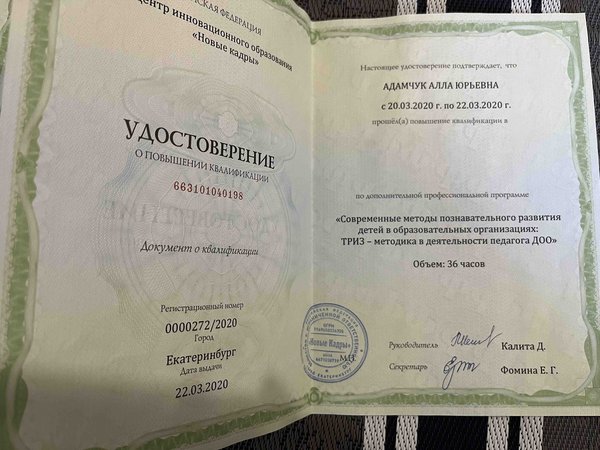 РОССИЙСКАЯ ФЕДЕРАЦИЯ
Центр инновационного образования
«Новые кадры»
УДОСТОВЕРЕНИЕ
О ПОВЫШЕНИИ КВАЛИФИКАЦИИ
663101040198
Документ о квалификации
Регистрационный номер
0000272/2020
Город
Екатеринбург
Дата выдачи
22.03.2020
Настоящее удостоверение подтверждает, что
АДАМЧУК АЛЛА ЮРЬЕВНА
с 20.03.2020 г. по 22.03.2020 г.
прошёл(а) повышение квалификации в
по дополнительной профессиональной программе
«Современные методы познавательного развития
детей в образовательных организациях:
ТРИЗ – методика в деятельности педагога ДОО»
Объем: 36 часов
«Новые Кадры»
М.П.
Руководитель Калита Д.
Секретарь Фомина Е. Г.